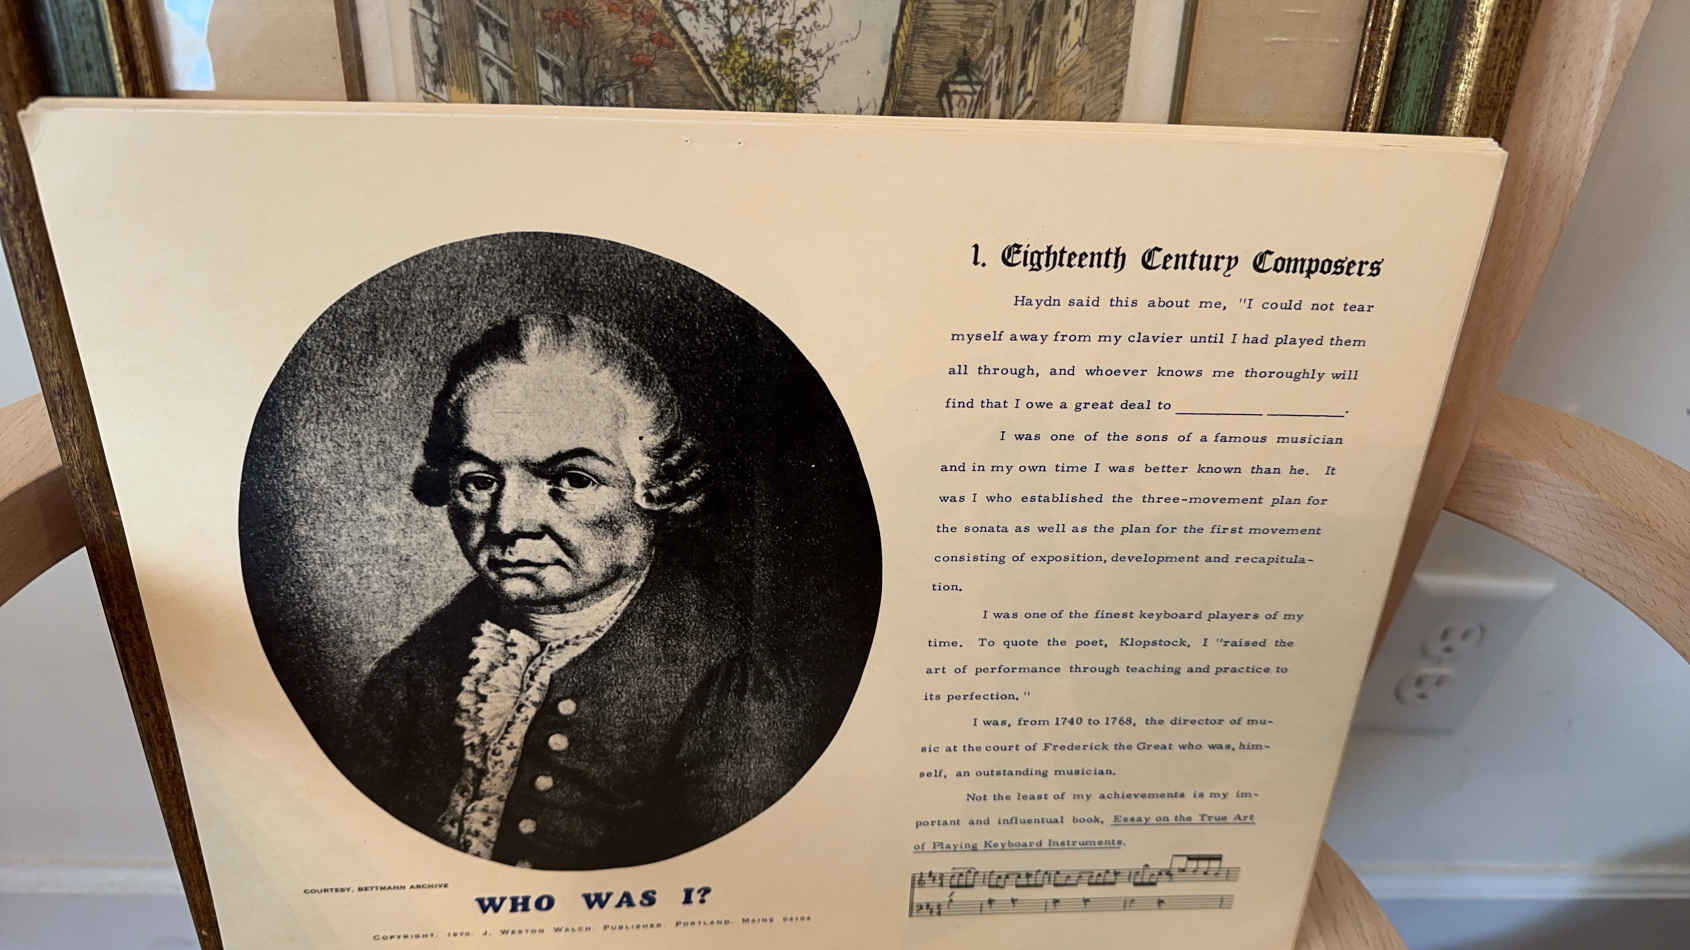 1. Eighteenth Century Composers
Haydn said this about me, "I could not tear
myself away from my clavier until I had played them
all through, and whoever knows me thoroughly will
find that I owe a great deal to __________ __________.
I was one of the sons of a famous musician
and in my own time I was better known than he. It
was I who established the three-movement plan for
the sonata as well as the plan for the first movement
consisting of exposition, development and recapitula-
tion.
I was one of the finest keyboard players of my
time. To quote the poet, Klopstock, I "raised the
art of performance through teaching and practice to
its perfection."
I was, from 1740 to 1768, the director of mu-
sic at the court of Frederick the Great who was, him-
self, an outstanding musician.
Not the least of my achievements is my im-
portant and influentual book, Essay on the True Art
of Playing Keyboard Instruments.
COURTESY, BETTMANN ARCHIVE
WHO WAS I?
COPYRIGHT, 1970, J. WESTON WALCH, PUBLISHER, PORTLAND, MAINE 04104